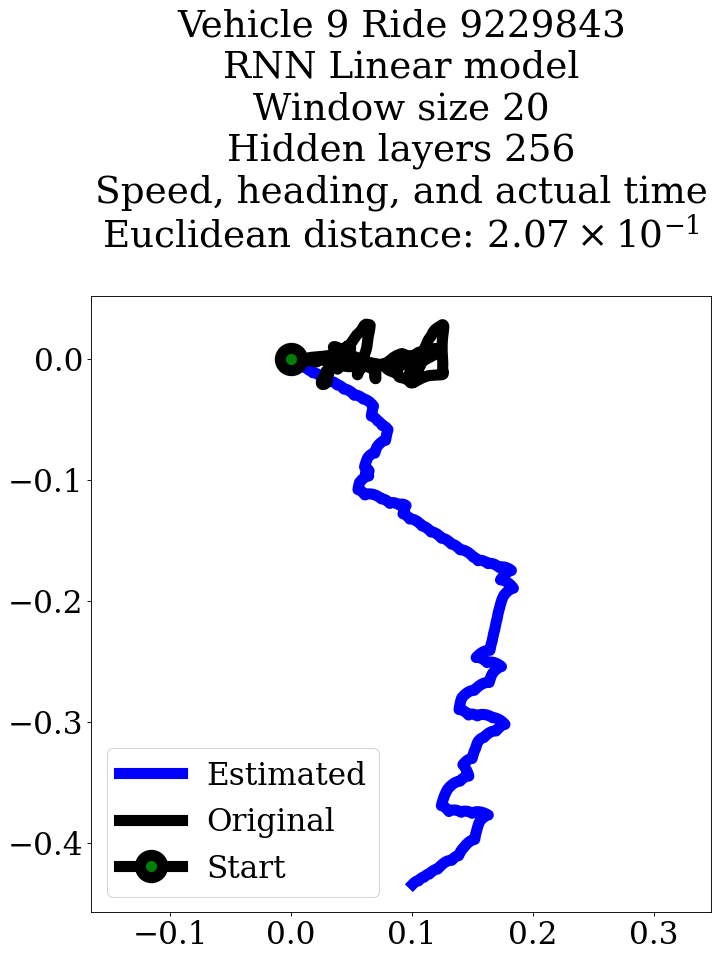 Vehicle 9 Ride 9229843
RNN Linear model
Window size 20
Hidden layers 256
Speed, heading, and actual time
Euclidean distance: 2.07 × 10⁻¹
0.0
−0.1
−0.2
−0.3
−0.4
Estimated
Original
Start
−0.1 0.0 0.1 0.2 0.3